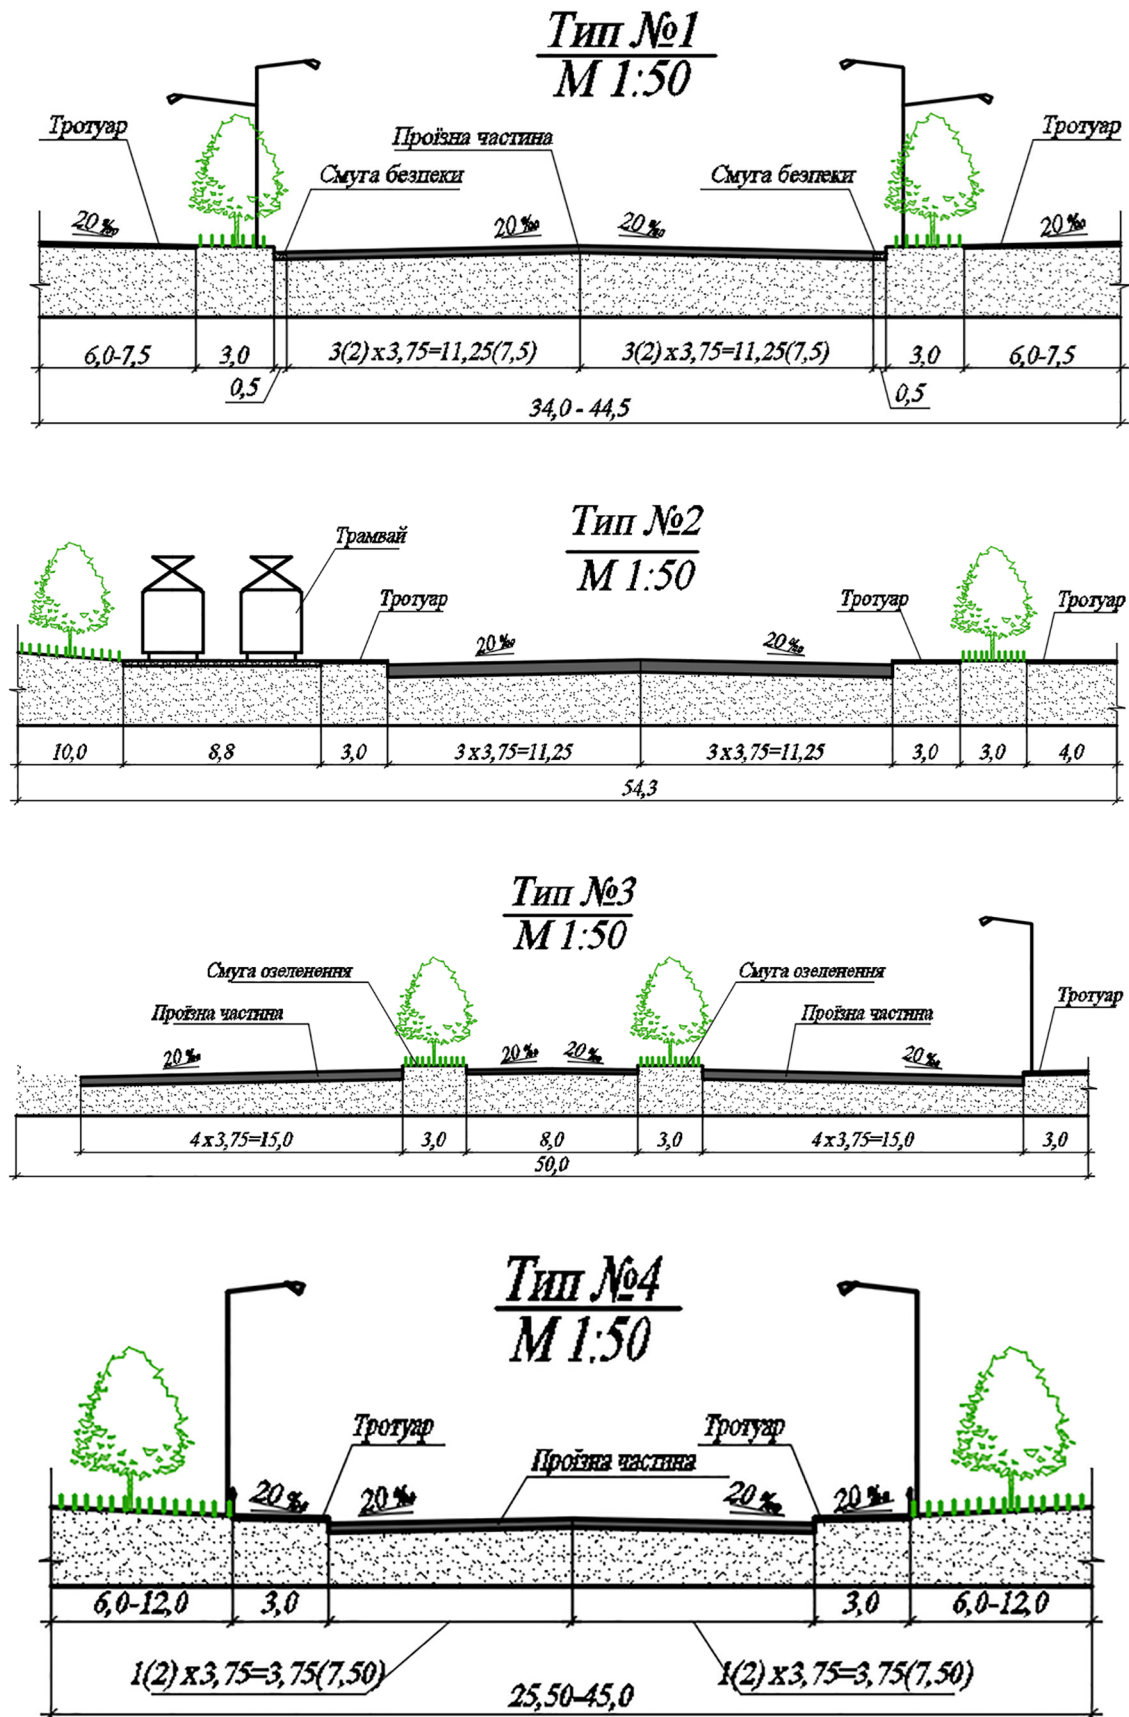 Тип №1
М 1:50
Тротуар
Проїзна частина
Тротуар
Смуга безпеки
Смуга безпеки
20 ‰
20 ‰
20 ‰
20 ‰
6,0-7,5
3,0
3(2) х3,75=11,25(7,5)
3(2) х3,75=11,25(7,5)
3,0
6,0-7,5
0,5
0,5
34,0 - 44,5
Тип №2
М 1:50
Трамвай
Тротуар
Тротуар
Тротуар
20 ‰
20 ‰
10,0
8,8
3,0
3 х3,75=11,25
3 х3,75=11,25
3,0
3,0
4,0
54,3
Тип №3
М 1:50
Смуга озеленення
Смуга озеленення
Проїзна частина
Проїзна частина
Тротуар
20 ‰
20 ‰
20 ‰
20 ‰
4 х3,75=15,0
3,0
8,0
3,0
4 х3,75=15,0
3,0
50,0
Тип №4
М 1:50
Тротуар
Тротуар
Проїзна частина
20 ‰
20 ‰
20 ‰
20 ‰
6,0-12,0
3,0
3,0
6,0-12,0
1(2) х3,75=3,75(7,50)
1(2) х3,75=3,75(7,50)
25,50-45,0